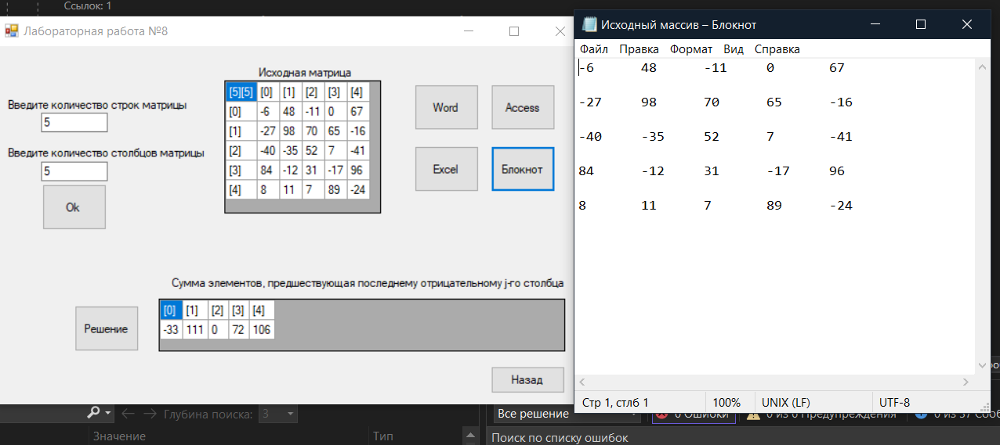 Ссылок: 1
Лабораторная работа №8
Исходная матрица
[5][5] [0] [1] [2] [3] [4]
[0] -6 48 -11 0 67
[1] -27 98 70 65 -16
[2] -40 -35 52 7 -41
[3] 84 -12 31 -17 96
[4] 8 11 7 89 -24
Введите количество строк матрицы
5
Введите количество столбцов матрицы
5
Ok
Word Access
Excel Блокнот
Сумма элементов, предшествующая последнему отрицательному j-го столбца
[0] [1] [2] [3] [4]
-33 111 0 72 106
Решение
Назад
Исходный массив – Блокнот
Файл Правка Формат Вид Справка
-6 48 -11 0 67
-27 98 70 65 -16
-40 -35 52 7 -41
84 -12 31 -17 96
8 11 7 89 -24
Стр 1, стлб 1 100% UNIX (LF) UTF-8
Глубина поиска: 3
Значение Тип
Все решение 0 Ошибки 0 из 6 Предупреждения 0 из 37
Поиск по списку ошибок